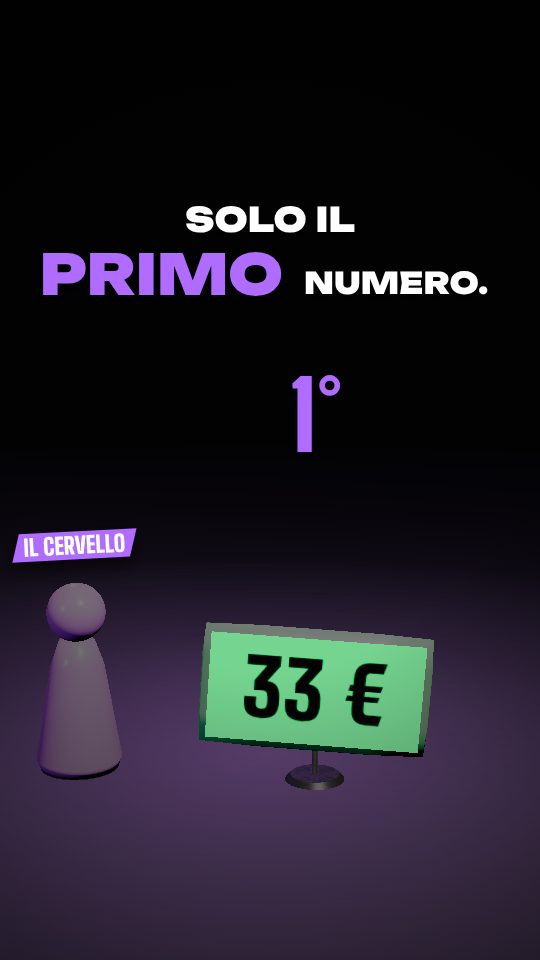 SOLO IL
PRIMO NUMERO.
1°
IL CERVELLO
33 €